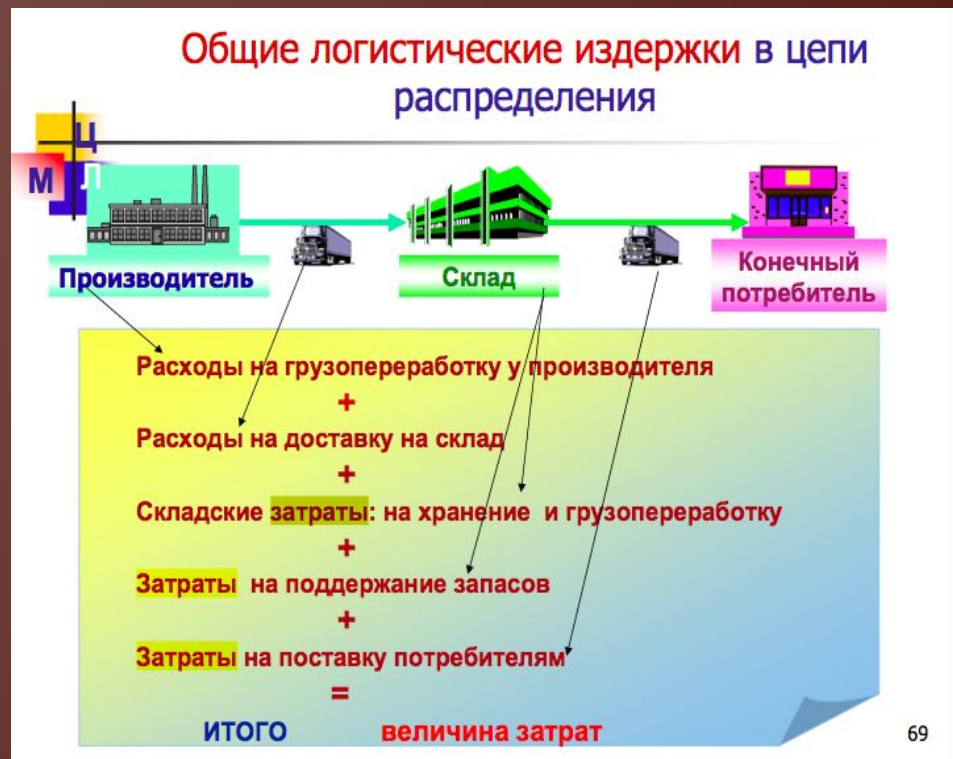 Общие логистические издержки в цепи
распределения
Ц
М Л
Производитель
Склад
Конечный
потребитель
Расходы на грузопереработку у производителя
+
Расходы на доставку на склад
+
Складские затраты: на хранение и грузопереработку
+
Затраты на поддержание запасов
+
Затраты на поставку потребителям
=
ИТОГО величина затрат
69